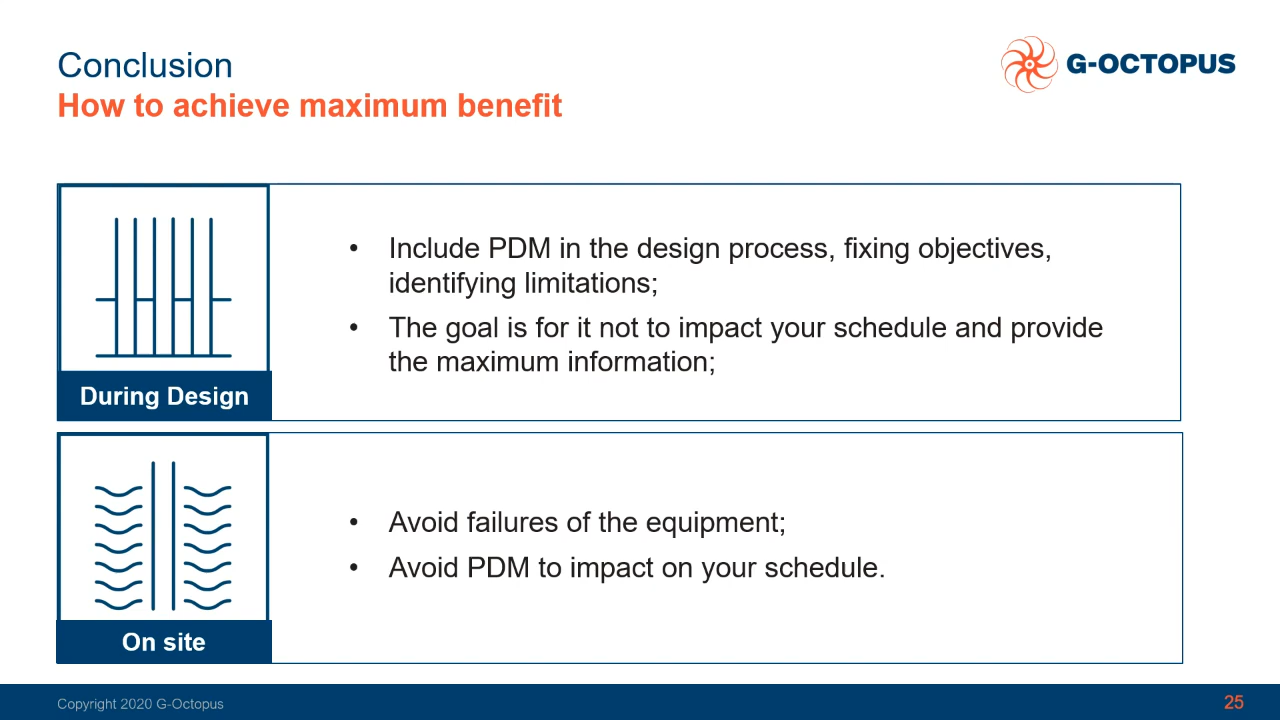 Conclusion
G-OCTOPUS
How to achieve maximum benefit
• Include PDM in the design process, fixing objectives,
identifying limitations;
• The goal is for it not to impact your schedule and provide
the maximum information;
During Design
• Avoid failures of the equipment;
• Avoid PDM to impact on your schedule.
On site
Copyright 2020 G-Octopus
25